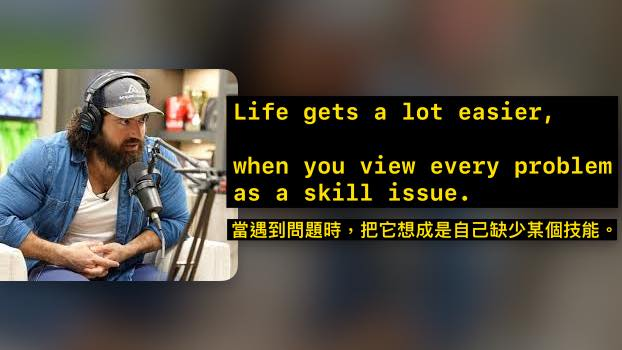 Life gets a lot easier,
when you view every problem
as a skill issue.
當遇到問題時，把它想成是自己缺少某個技能。